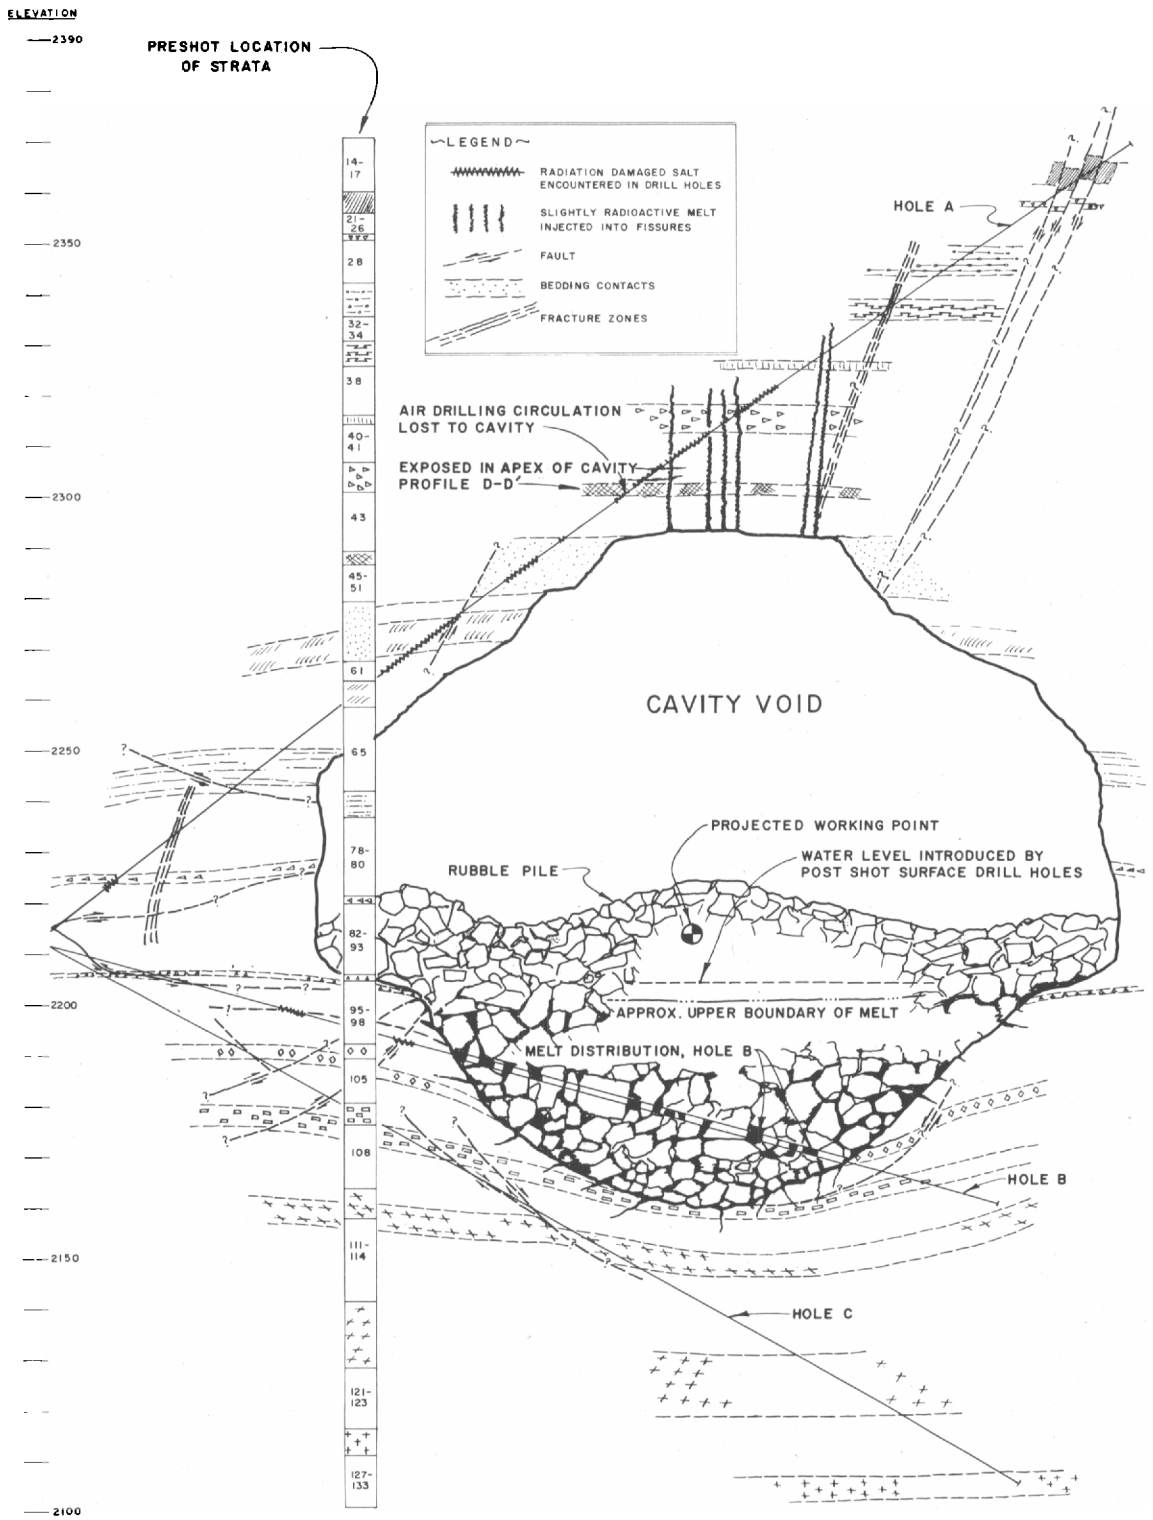 ELEVATION
2390
PRESHOT LOCATION
OF STRATA
LEGEND
RADIATION DAMAGED SALT
ENCOUNTERED IN DRILL HOLES
SLIGHTLY RADIOACTIVE MELT
INJECTED INTO FISSURES
FAULT
BEDDING CONTACTS
FRACTURE ZONES
14-
17
21-
26
2350
28
32-
34
38
40-
41
2300
43
45-
51
61
2250
65
78-
80
82-
93
2200
95-
98
105
108
2150
111-
114
121-
123
127-
133
2100
HOLE A
AIR DRILLING CIRCULATION
LOST TO CAVITY
EXPOSED IN APEX OF CAVITY
PROFILE D-D'
CAVITY VOID
PROJECTED WORKING POINT
WATER LEVEL INTRODUCED BY
POST SHOT SURFACE DRILL HOLES
RUBBLE PILE
APPROX. UPPER BOUNDARY OF MELT
MELT DISTRIBUTION, HOLE B
HOLE B
HOLE C